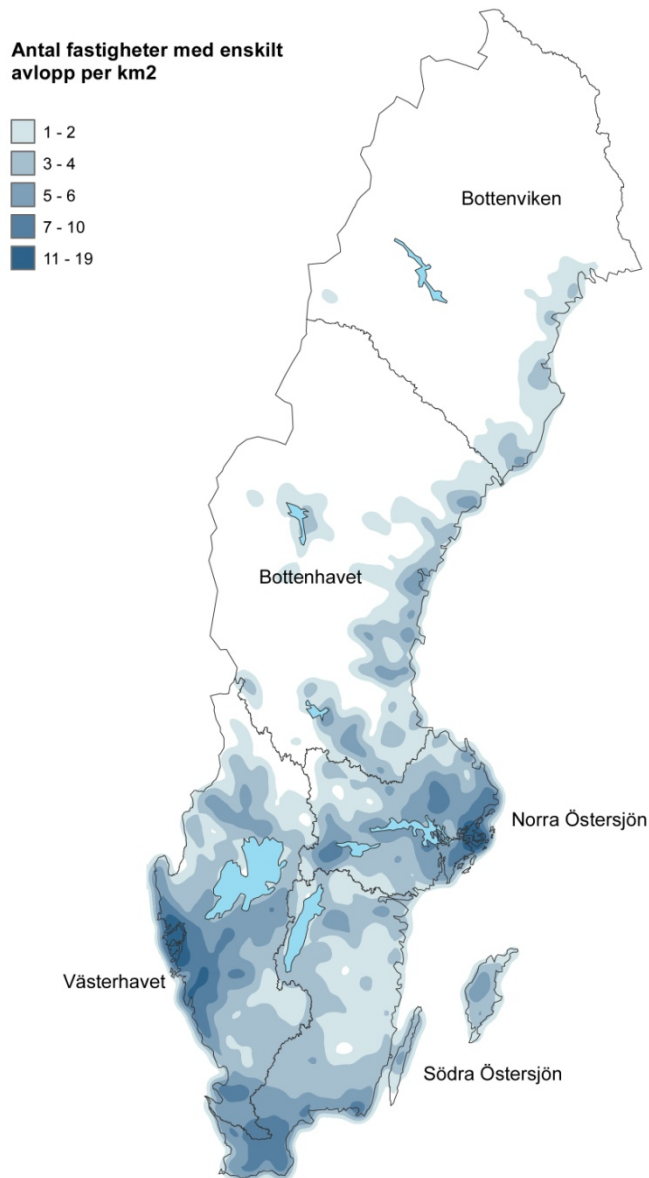 Antal fastigheter med enskilt
avlopp per km2
1 - 2
3 - 4
5 - 6
7 - 10
11 - 19
Bottenviken
Bottenhavet
Norra Östersjön
Västerhavet
Södra Östersjön